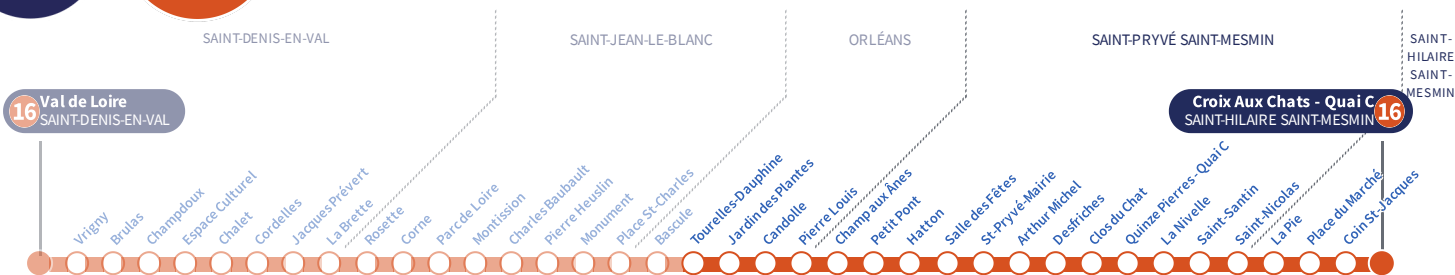 SAINT-DENIS-EN-VAL
SAINT-JEAN-LE-BLANC
ORLÉANS
SAINT-PRYVÉ SAINT-MESMIN
SAINT-
HILAIRE
SAINT-
MESMIN
16
Val de Loire
SAINT-DENIS-EN-VAL
Croix Aux Chats - Quai C
SAINT-HILAIRE SAINT-MESMIN
16
Vrigny
Brulas
Champdoux
Espace Culturel
Chalet
Cordelles
Jacques Prévert
La Brette
Rosette
Corne
Parc de Loire
Montission
Charles Baubault
Pierre Heuslin
Monument
Place St-Charles
Bascule
Tourelles-Dauphine
Jardin des Plantes
Candolle
Pierre Louis
Champ aux Ânes
Petit Pont
Hatton
Salle des Fêtes
St-Pryvé-Mairie
Arthur Michel
Desfriches
Clos du Chat
Quinze Pierres - Quai C
La Nivelle
Saint-Santin
Saint-Nicolas
La Pie
Place du Marché
Coin St-Jacques